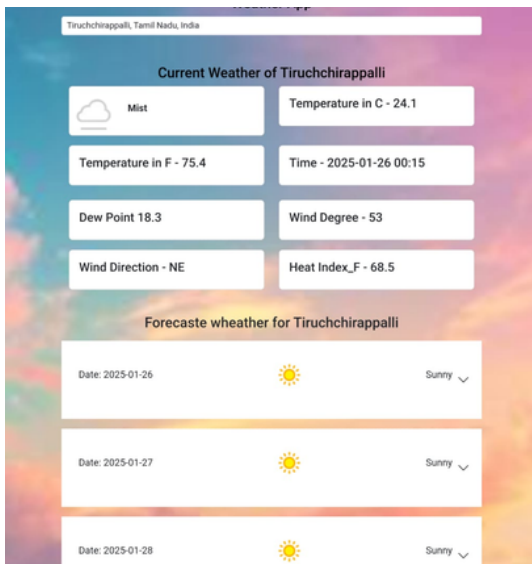 Weather App
Tiruchchirappalli, Tamil Nadu, India
Current Weather of Tiruchchirappalli
Mist
Temperature in C - 24.1
Temperature in F - 75.4
Time - 2025-01-26 00:15
Dew Point 18.3
Wind Degree - 53
Wind Direction - NE
Heat Index_F - 68.5
Forecaste wheather for Tiruchchirappalli
Date: 2025-01-26 Sunny
Date: 2025-01-27 Sunny
Date: 2025-01-28 Sunny